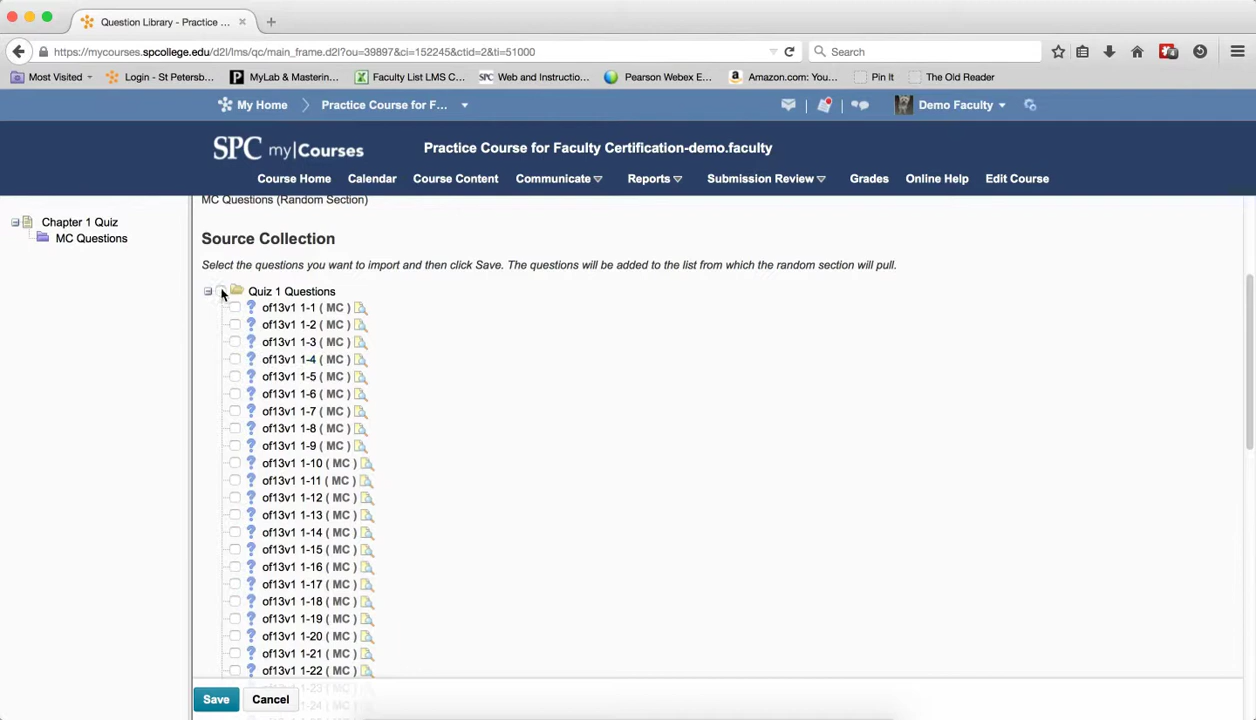 Question Library - Practice ...
https://mycourses.spcollege.edu/d2l/lms/qc/main_frame.d2l?ou=39897&ci=152245&ctid=2&ti=51000
Search
Most Visited
Login - St Petersb...
MyLab & Masterin...
Faculty List LMS C...
SPC Web and Instructio...
Pearson Webex E...
Amazon.com: You...
Pin It
The Old Reader
My Home
Practice Course for F...
Demo Faculty
SPC my|Courses
Practice Course for Faculty Certification-demo.faculty
Course Home
Calendar
Course Content
Communicate
Reports
Submission Review
Grades
Online Help
Edit Course
Chapter 1 Quiz
MC Questions
MC Questions (Random Section)
Source Collection
Select the questions you want to import and then click Save. The questions will be added to the list from which the random section will pull.
Quiz 1 Questions
of13v1 1-1 ( MC )
of13v1 1-2 ( MC )
of13v1 1-3 ( MC )
of13v1 1-4 ( MC )
of13v1 1-5 ( MC )
of13v1 1-6 ( MC )
of13v1 1-7 ( MC )
of13v1 1-8 ( MC )
of13v1 1-9 ( MC )
of13v1 1-10 ( MC )
of13v1 1-11 ( MC )
of13v1 1-12 ( MC )
of13v1 1-13 ( MC )
of13v1 1-14 ( MC )
of13v1 1-15 ( MC )
of13v1 1-16 ( MC )
of13v1 1-17 ( MC )
of13v1 1-18 ( MC )
of13v1 1-19 ( MC )
of13v1 1-20 ( MC )
of13v1 1-21 ( MC )
of13v1 1-22 ( MC )
Save
Cancel